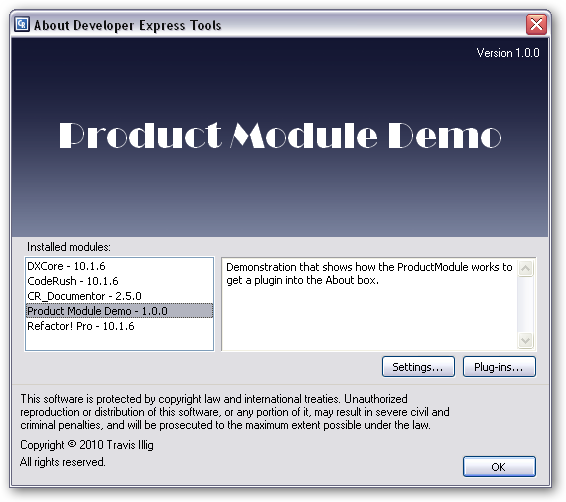 About Developer Express Tools
Version 1.0.0
Product Module Demo
Installed modules:
DXCore - 10.1.6
CodeRush - 10.1.6
CR_Documentor - 2.5.0
Product Module Demo - 1.0.0
Refactor! Pro - 10.1.6
Demonstration that shows how the ProductModule works to
get a plugin into the About box.
Settings...
Plug-ins...
This software is protected by copyright law and international treaties. Unauthorized
reproduction or distribution of this software, or any portion of it, may result in severe civil and
criminal penalties, and will be prosecuted to the maximum extent possible under the law.
Copyright © 2010 Travis Illig
All rights reserved.
OK